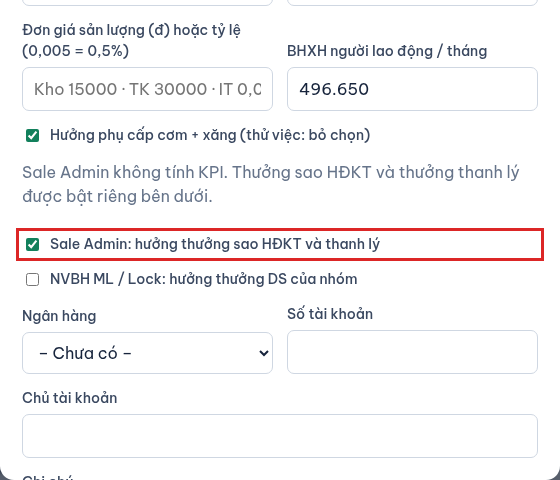 Đơn giá sản lượng (đ) hoặc tỷ lệ
(0,005 = 0,5%)
BHXH người lao động / tháng
Kho 15000 · TK 30000 · IT 0,0
496.650
Hưởng phụ cấp cơm + xăng (thử việc: bỏ chọn)
Sale Admin không tính KPI. Thưởng sao HĐKT và thưởng thanh lý
được bật riêng bên dưới.
Sale Admin: hưởng thưởng sao HĐKT và thanh lý
NVBH ML / Lock: hưởng thưởng DS của nhóm
Ngân hàng
Số tài khoản
– Chưa có –
Chủ tài khoản
Ghi chú